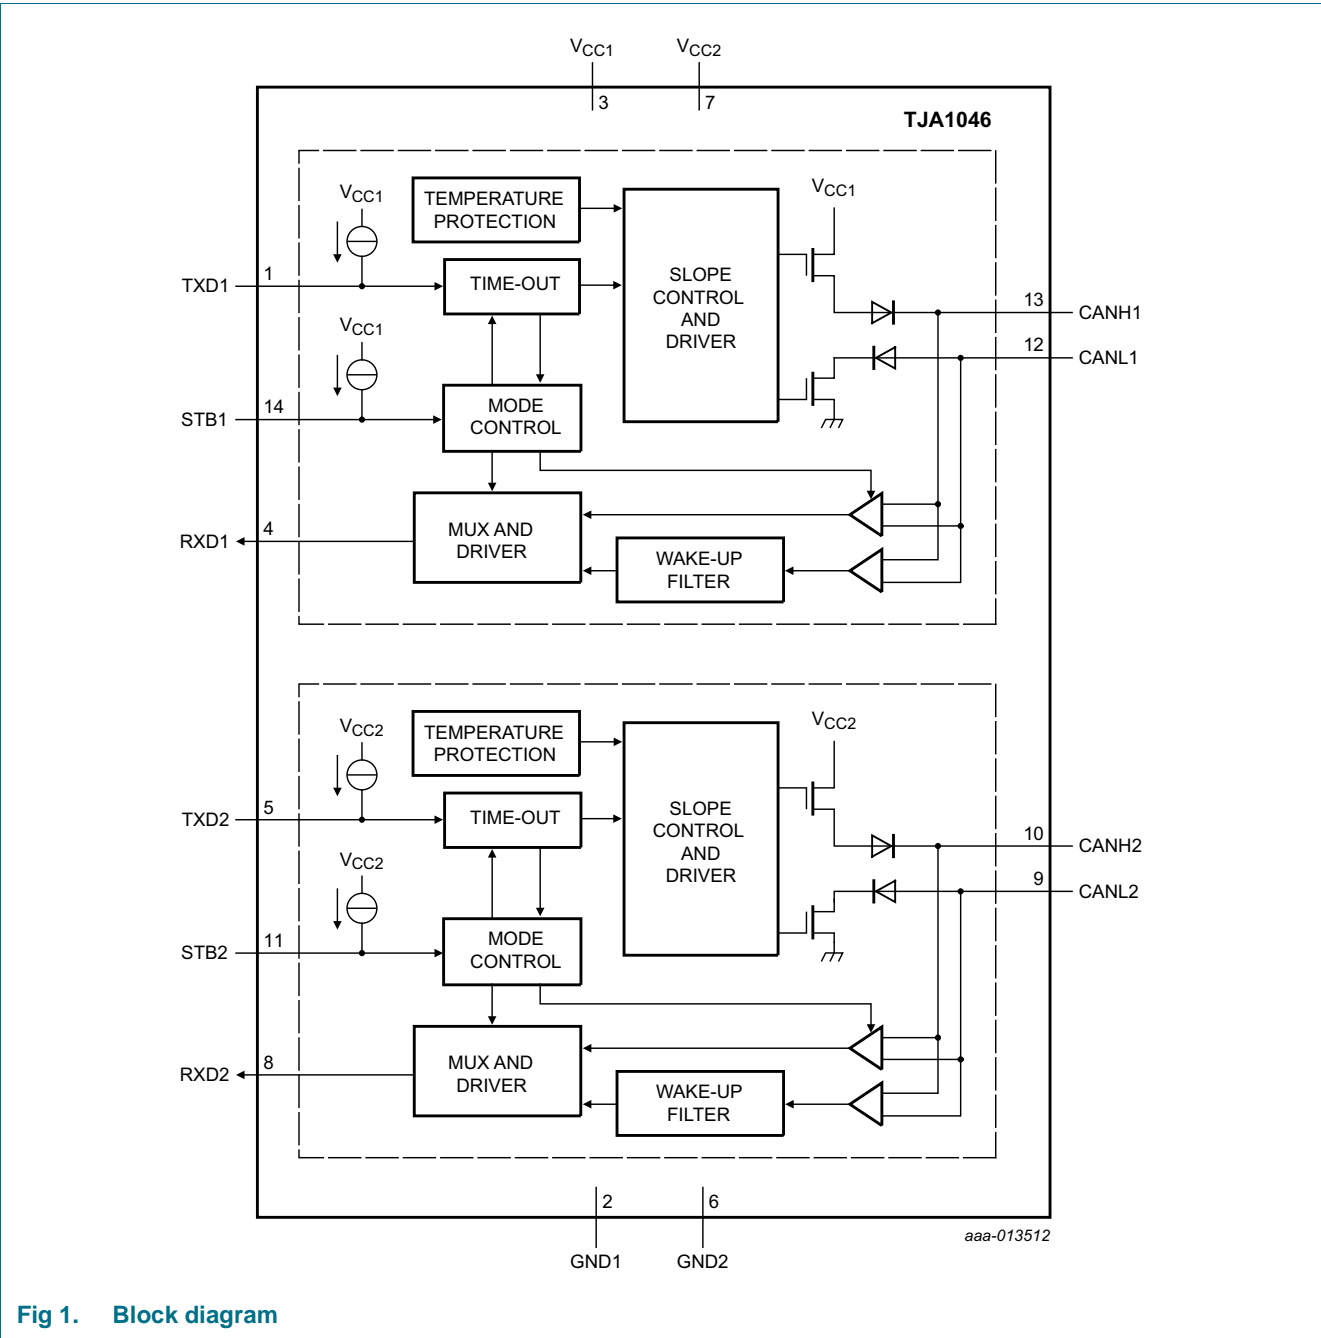 VCC1
VCC2
3
7
TJA1046
VCC1
TEMPERATURE
PROTECTION
VCC1
TXD1
1
TIME-OUT
SLOPE
CONTROL
AND
DRIVER
13
CANH1
VCC1
12
CANL1
STB1
14
MODE
CONTROL
RXD1
4
MUX AND
DRIVER
WAKE-UP
FILTER
VCC2
TEMPERATURE
PROTECTION
VCC2
TXD2
5
TIME-OUT
SLOPE
CONTROL
AND
DRIVER
10
CANH2
VCC2
9
CANL2
STB2
11
MODE
CONTROL
RXD2
8
MUX AND
DRIVER
WAKE-UP
FILTER
2
6
GND1
GND2
aaa-013512
Fig 1. Block diagram